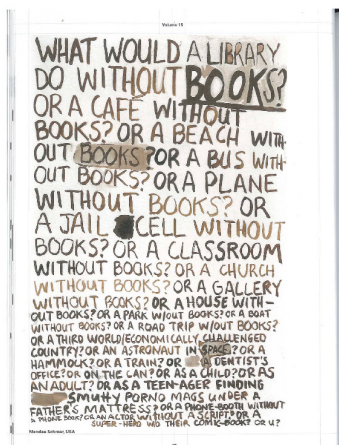 Volume 15
WHAT WOULD A LIBRARY
DO WITHOUT BOOKS?
OR A CAFÉ WITHOUT
BOOKS? OR A BEACH WITH-
OUT BOOKS? OR A BUS WITH-
OUT BOOKS? OR A PLANE
WITHOUT BOOKS? OR
A JAIL CELL WITHOUT
BOOKS? OR A CLASSROOM
WITHOUT BOOKS? OR A CHURCH
WITHOUT BOOKS? OR A GALLERY
WITHOUT BOOKS? OR A HOUSE WITH-
OUT BOOKS? OR A PARK W/OUT BOOKS? OR A BOAT
WITHOUT BOOKS? OR A ROAD TRIP W/OUT BOOKS?
OR A THIRD WORLD/ECONOMICALLY CHALLENGED
COUNTRY? OR AN ASTRONAUT IN SPACE? OR A
HAMMOCK? OR A TRAIN? OR A DENTIST'S
OFFICE? OR ON THE CAN? OR AS A CHILD? OR AS
AN ADULT? OR AS A TEEN-AGER FINDING
SMUTTY PORNO MAGS UNDER A
FATHER'S MATTRESS? OR A PHONE-BOOTH WITHOUT
A PHONE BOOK? OR AN ACTOR WITHOUT A SCRIPT? OR A
SUPER-HERO W/O THEIR COMIC-BOOK? OR U?
USA